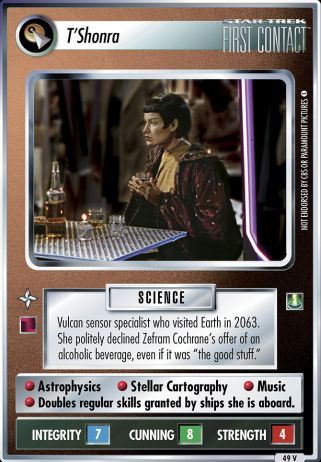 T'Shonra
STAR TREK
FIRST CONTACT
NOT ENDORSED BY CBS OR PARAMOUNT PICTURES
SCIENCE
Vulcan sensor specialist who visited Earth in 2063.
She politely declined Zefram Cochrane's offer of an
alcoholic beverage, even if it was "the good stuff."
Astrophysics Stellar Cartography Music
Doubles regular skills granted by ships she is aboard.
INTEGRITY 7 CUNNING 8 STRENGTH 4
49 V